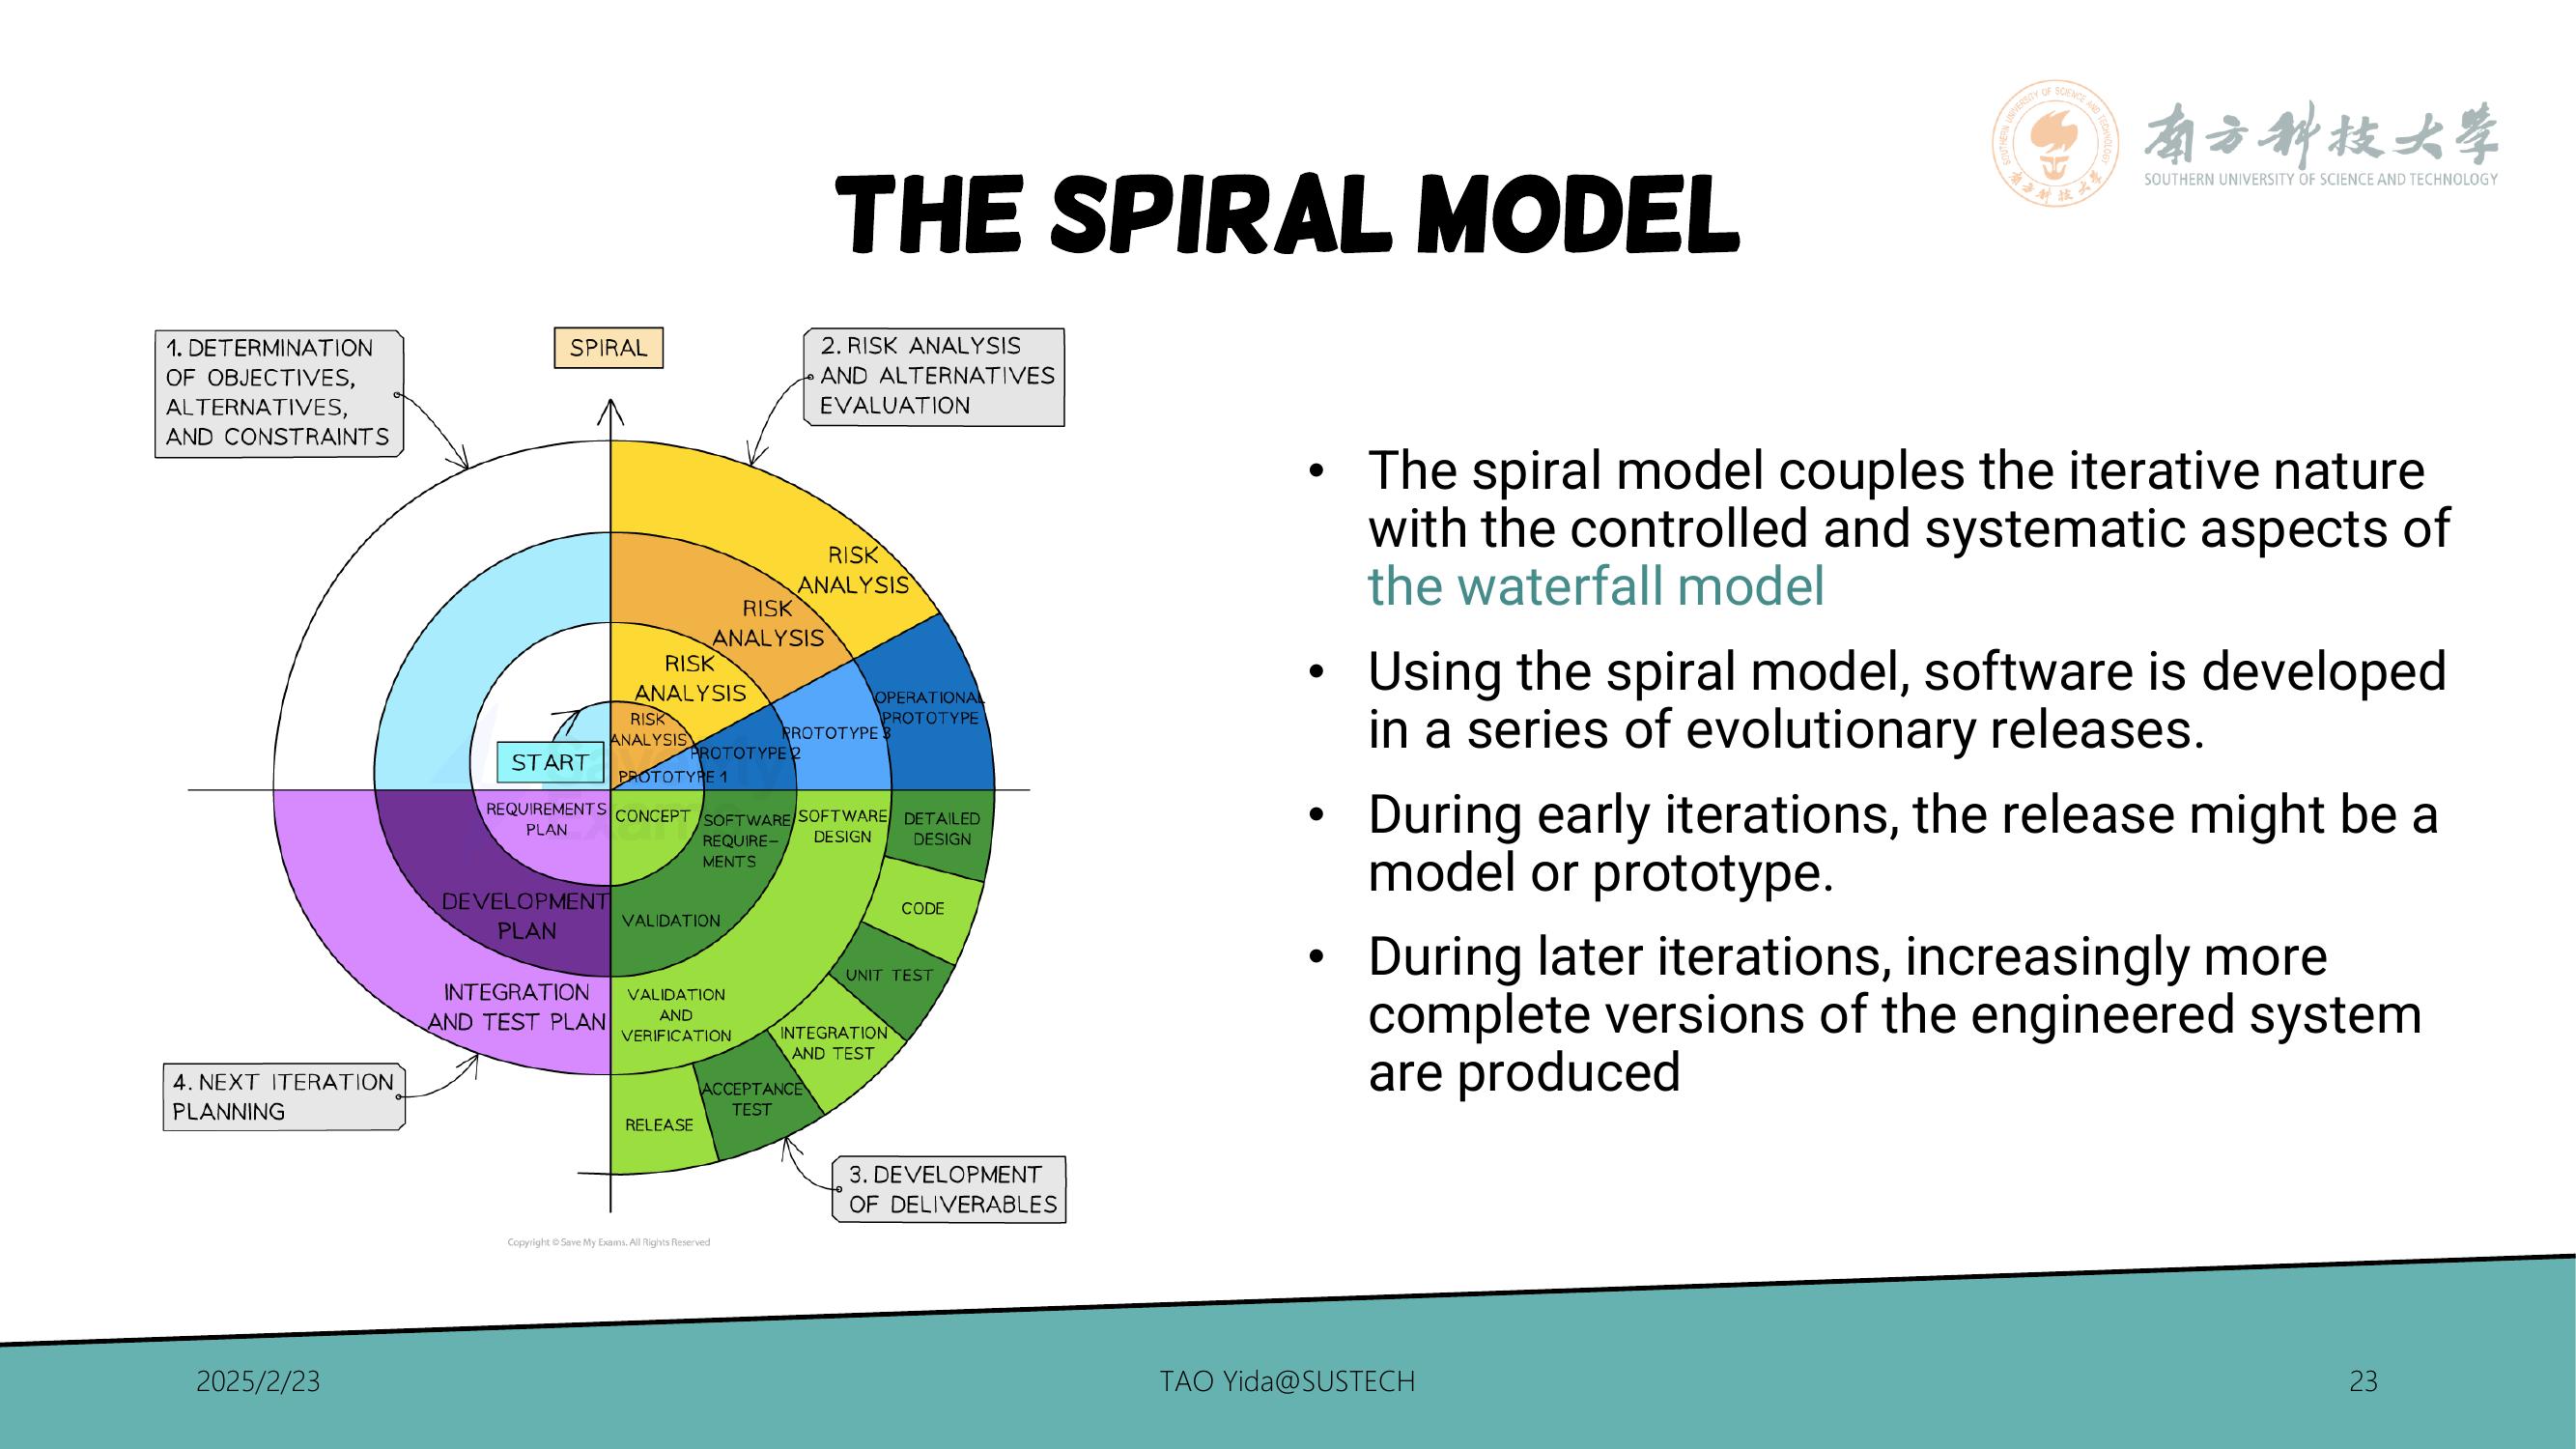 南方科技大学
SOUTHERN UNIVERSITY OF SCIENCE AND TECHNOLOGY
THE SPIRAL MODEL
1. DETERMINATION
OF OBJECTIVES,
ALTERNATIVES,
AND CONSTRAINTS
SPIRAL
2. RISK ANALYSIS
AND ALTERNATIVES
EVALUATION
RISK
ANALYSIS
RISK
ANALYSIS
RISK
ANALYSIS
RISK
ANALYSIS
START
PROTOTYPE 1
PROTOTYPE 2
PROTOTYPE 3
OPERATIONAL
PROTOTYPE
REQUIREMENTS
PLAN
CONCEPT
SOFTWARE
REQUIRE-
MENTS
SOFTWARE
DESIGN
DETAILED
DESIGN
CODE
UNIT TEST
DEVELOPMENT
PLAN
VALIDATION
INTEGRATION
AND TEST PLAN
VALIDATION
AND
VERIFICATION
INTEGRATION
AND TEST
ACCEPTANCE
TEST
RELEASE
4. NEXT ITERATION
PLANNING
3. DEVELOPMENT
OF DELIVERABLES
Copyright © Save My Exams. All Rights Reserved
• The spiral model couples the iterative nature
with the controlled and systematic aspects of
the waterfall model
• Using the spiral model, software is developed
in a series of evolutionary releases.
• During early iterations, the release might be a
model or prototype.
• During later iterations, increasingly more
complete versions of the engineered system
are produced
2025/2/23
TAO Yida@SUSTECH
23